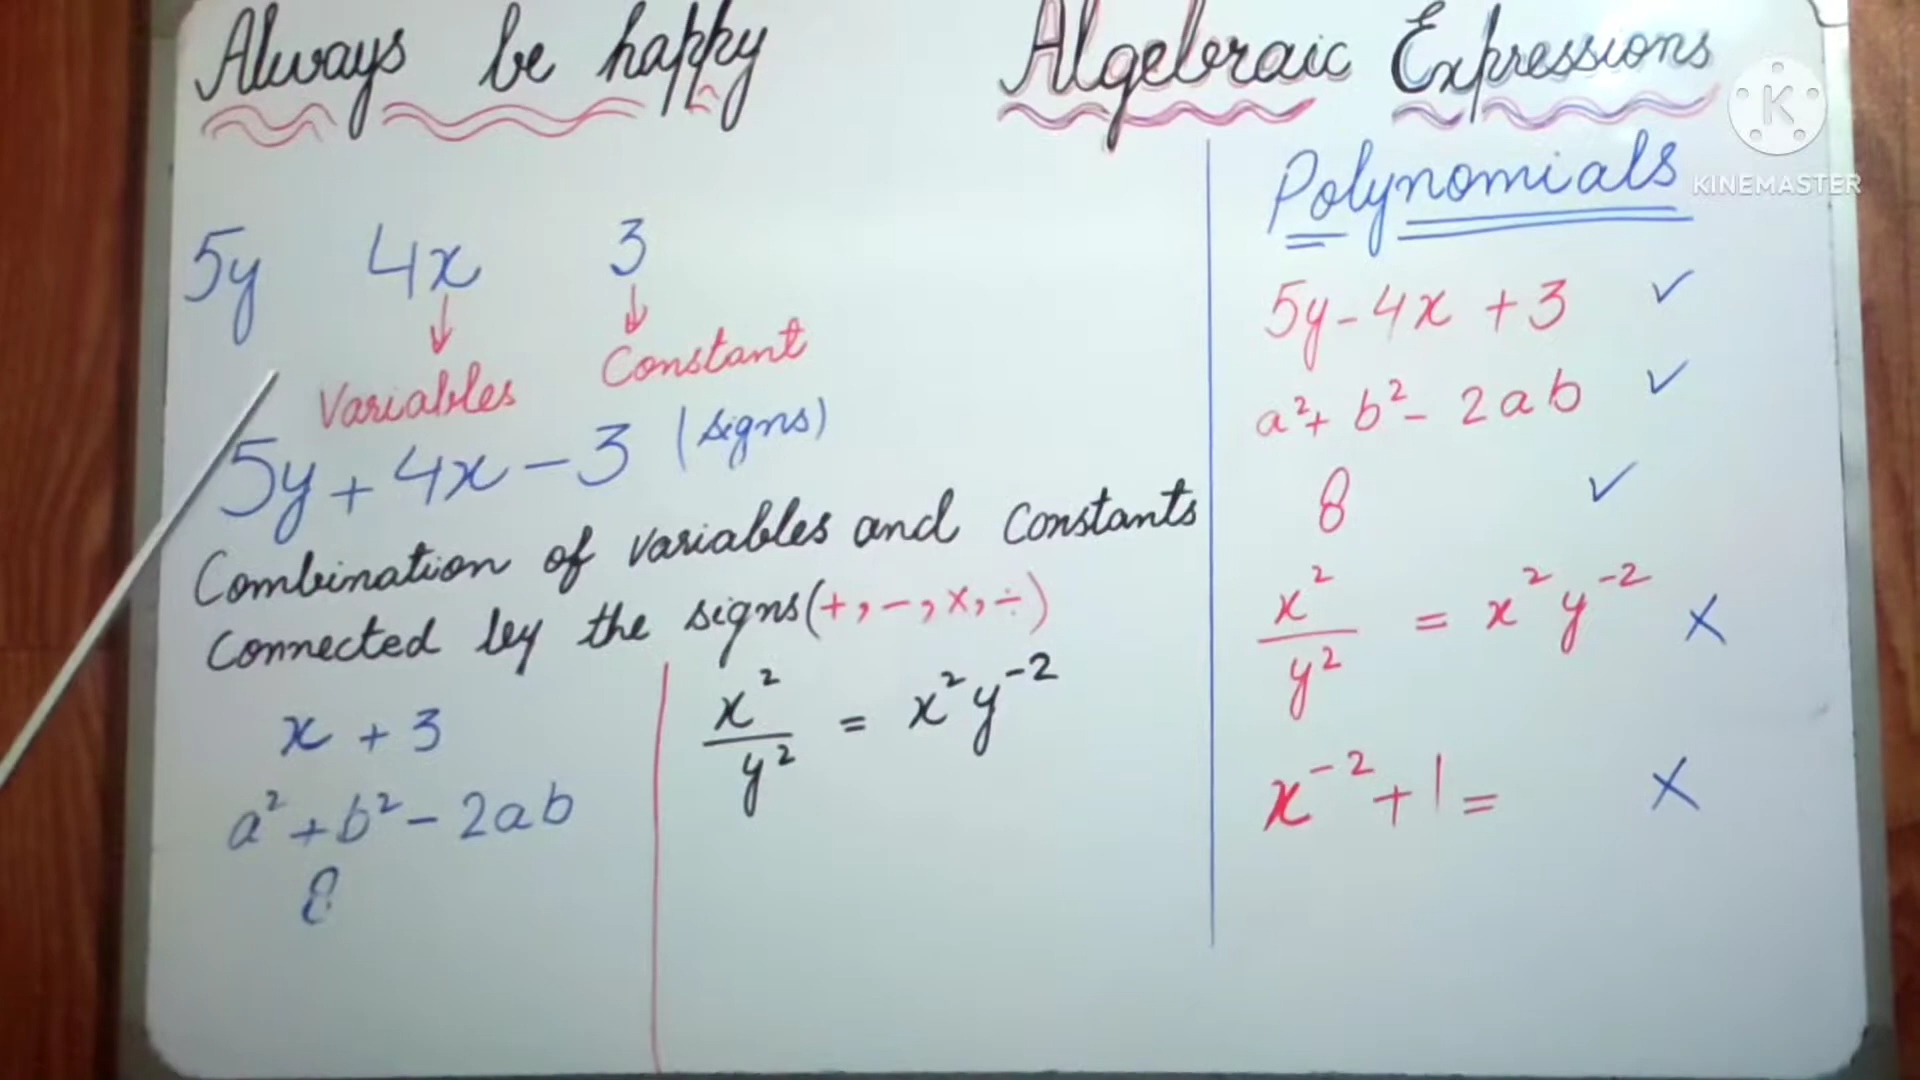 Always be happy
Algebraic Expressions
KINEMASTER
5y 4x 3
Variables Constant
5y + 4x - 3 (signs)
Combination of variables and constants
connected by the signs (+, -, ×, ÷)
x + 3
a² + b² - 2ab
8
x²/y² = x²y⁻²
Polynomials
5y - 4x + 3 ✓
a² + b² - 2ab ✓
8 ✓
x²/y² = x²y⁻² ×
x⁻² + 1 = ×